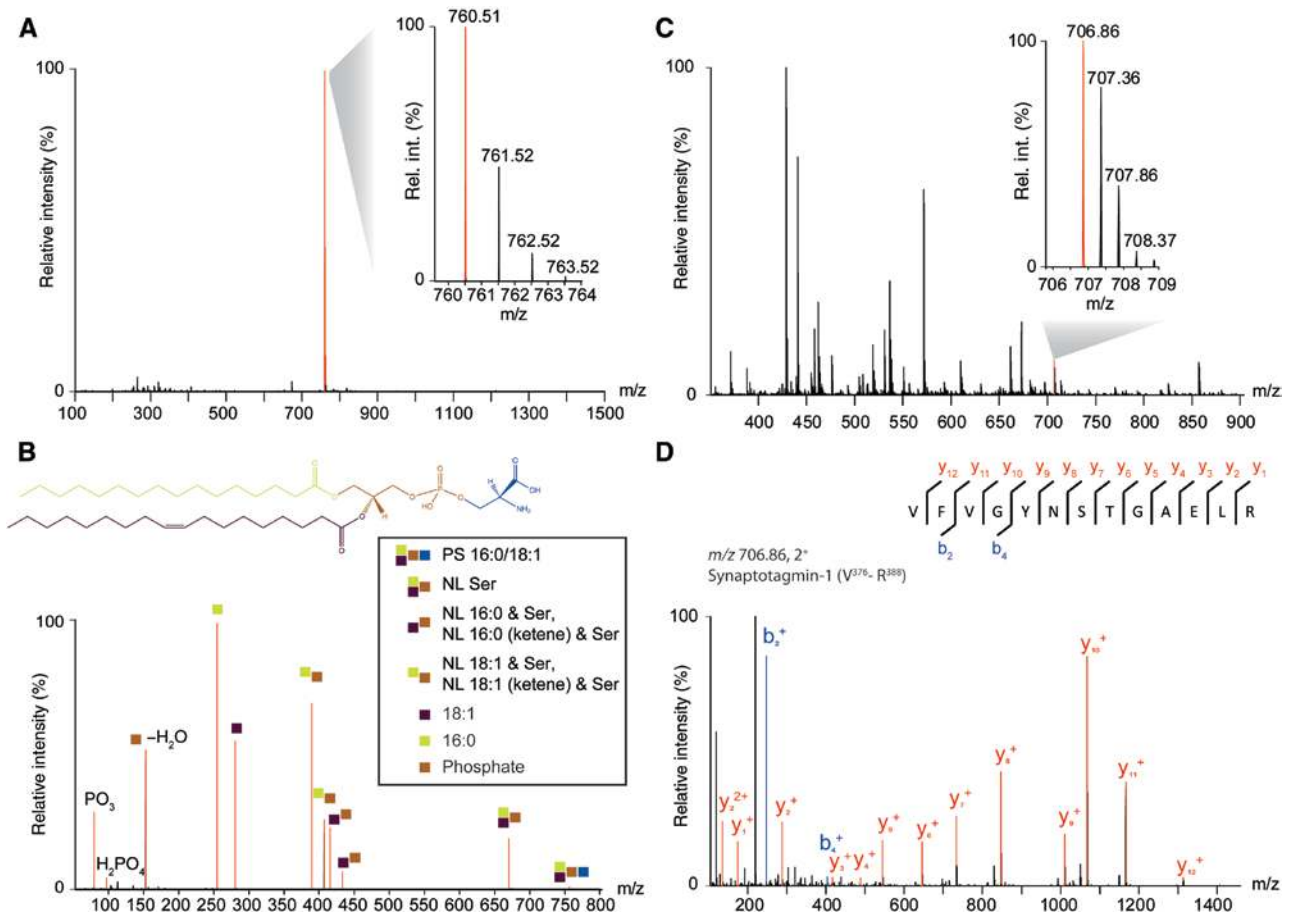 A
Relative intensity (%)
100
0
100 300 500 700 900 1100 1300 1500
m/z
Rel. int. (%)
100
0
760.51
761.52
762.52
763.52
760 761 762 763 764
m/z
C
Relative intensity (%)
100
0
400 450 500 550 600 650 700 750 800 850 900
m/z
Rel. int. (%)
100
0
706.86
707.36
707.86
708.37
706 707 708 709
m/z
B
O
O
O
O
O
P
O
HO
O
H
H
O
OH
NH₂
PS 16:0/18:1
NL Ser
NL 16:0 & Ser,
NL 16:0 (ketene) & Ser
NL 18:1 & Ser,
NL 18:1 (ketene) & Ser
18:1
16:0
Phosphate
Relative intensity (%)
100
0
PO₃
H₂PO₄
–H₂O
100 150 200 250 300 350 400 450 500 550 600 650 700 750 800
m/z
D
y₁₂ y₁₁ y₁₀ y₉ y₈ y₇ y₆ y₅ y₄ y₃ y₂ y₁
V F V G Y N S T G A E L R
b₂ b₄
m/z 706.86, 2⁺
Synaptotagmin-1 (V³⁷⁶- R³⁸⁸)
Relative intensity (%)
100
0
y₂²⁺
y₁⁺
b₂⁺
y₂⁺
b₄⁺
y₃⁺
y₄⁺
y₅⁺
y₆⁺
y₇⁺
y₈⁺
y₉⁺
y₁₀⁺
y₁₁⁺
y₁₂⁺
200 400 600 800 1000 1200 1400
m/z